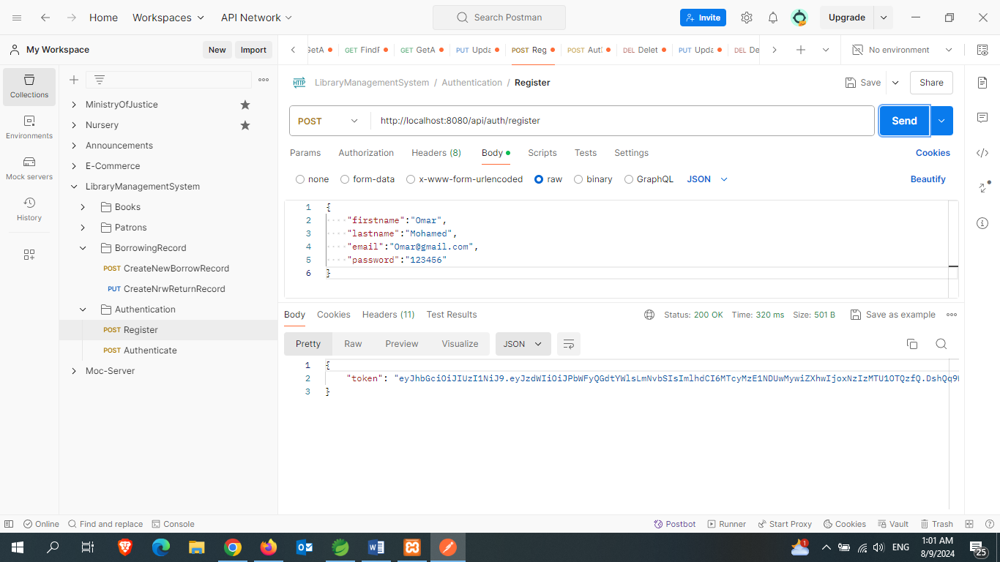 Home Workspaces API Network Search Postman Invite Upgrade
My Workspace New Import
GetA GET FindF GET GetA PUT Upda POST Reg POST Aut DEL Delet PUT Upda DEL De No environment
Collections
Environments
Mock servers
History
MinistryOfJustice
Nursery
Announcements
E-Commerce
LibraryManagementSystem
Books
Patrons
BorrowingRecord
POST CreateNewBorrowRecord
PUT CreateNrwReturnRecord
Authentication
POST Register
POST Authenticate
Moc-Server
HTTP LibraryManagementSystem / Authentication / Register Save Share
POST http://localhost:8080/api/auth/register Send
Params Authorization Headers (8) Body Scripts Tests Settings Cookies
none form-data x-www-form-urlencoded raw binary GraphQL JSON Beautify
1 {
2 "firstname":"Omar",
3 "lastname":"Mohamed",
4 "email":"Omar@gmail.com",
5 "password":"123456"
6 }
Body Cookies Headers (11) Test Results Status: 200 OK Time: 320 ms Size: 501 B Save as example
Pretty Raw Preview Visualize JSON
1 {
2 "token": "eyJhbGciOiJIUzI1NiJ9.eyJzdWIiOiJPbWFyQGdtYWlsLmNvbSIsImlhdCI6MTcyMzE1NDUwMywiZXhwIjoxNzIzMTU1OTQzfQ.DshQq9
3 }
Online Find and replace Console Postbot Runner Start Proxy Cookies Vault Trash
1 ENG 1:01 AM
8/9/2024 25